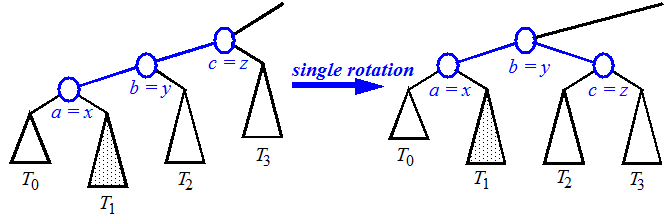 c = z
b = y
a = x
T0
T1
T2
T3
single rotation
b = y
a = x
c = z
T0
T1
T2
T3